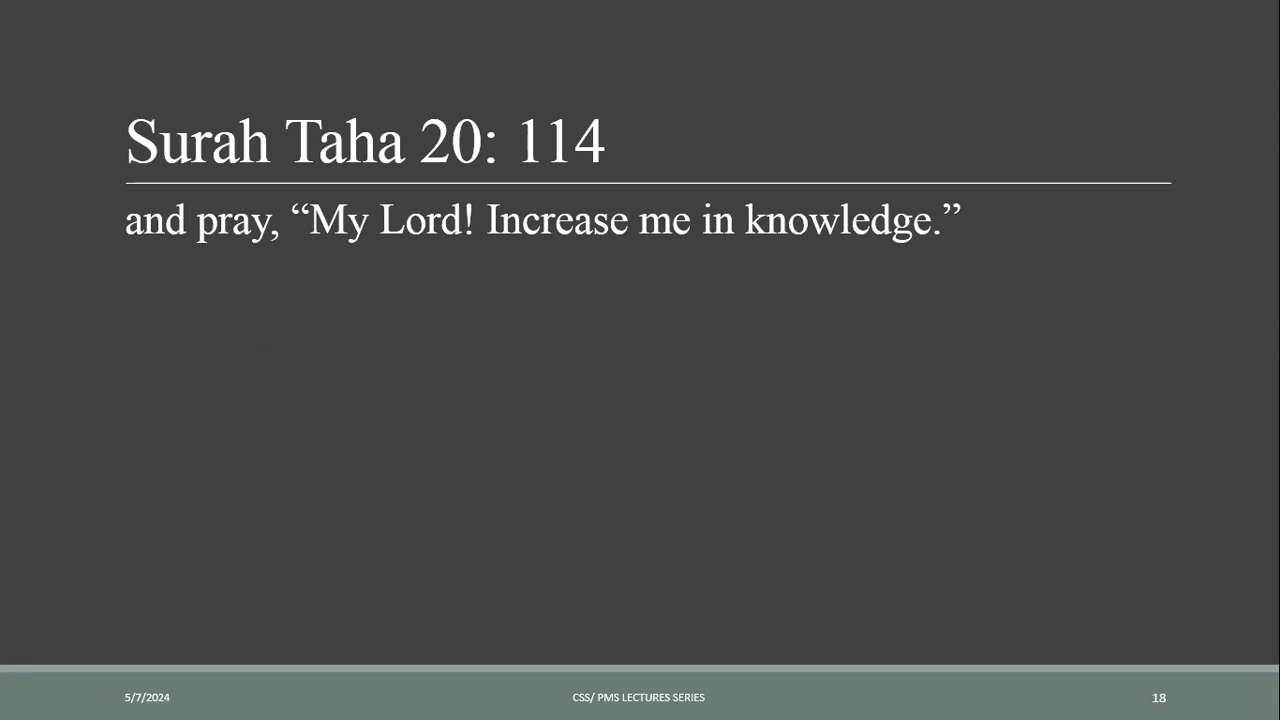 Surah Taha 20: 114
and pray, “My Lord! Increase me in knowledge.”
5/7/2024
CSS/ PMS LECTURES SERIES
18